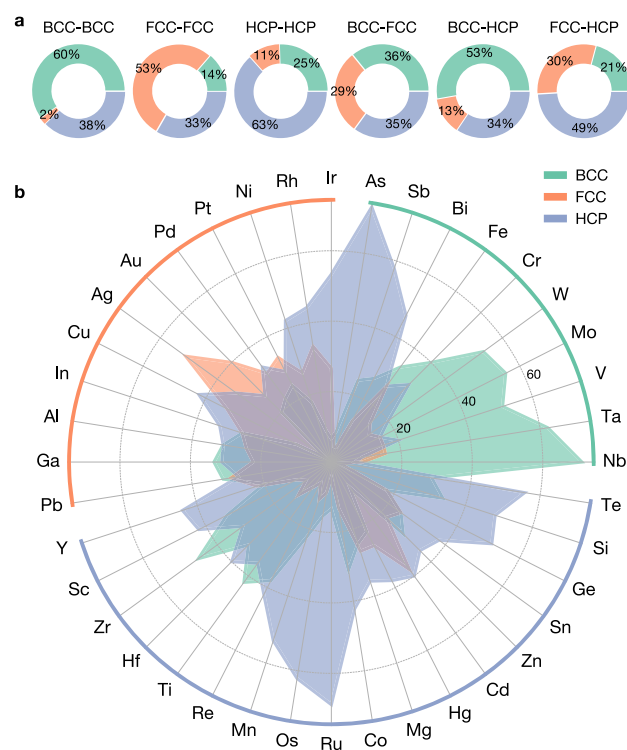 a
BCC-BCC FCC-FCC HCP-HCP BCC-FCC BCC-HCP FCC-HCP
60% 2% 38%
53% 14% 33%
11% 25% 63%
36% 29% 35%
53% 13% 34%
30% 21% 49%
b
BCC
FCC
HCP
Ir
As
Sb
Bi
Fe
Cr
W
Mo
V
Ta
Nb
Te
Si
Ge
Sn
Zn
Cd
Hg
Mg
Co
Ru
Os
Mn
Re
Ti
Hf
Zr
Sc
Y
Pb
Ga
Al
In
Cu
Ag
Au
Pd
Pt
Ni
Rh
20
40
60